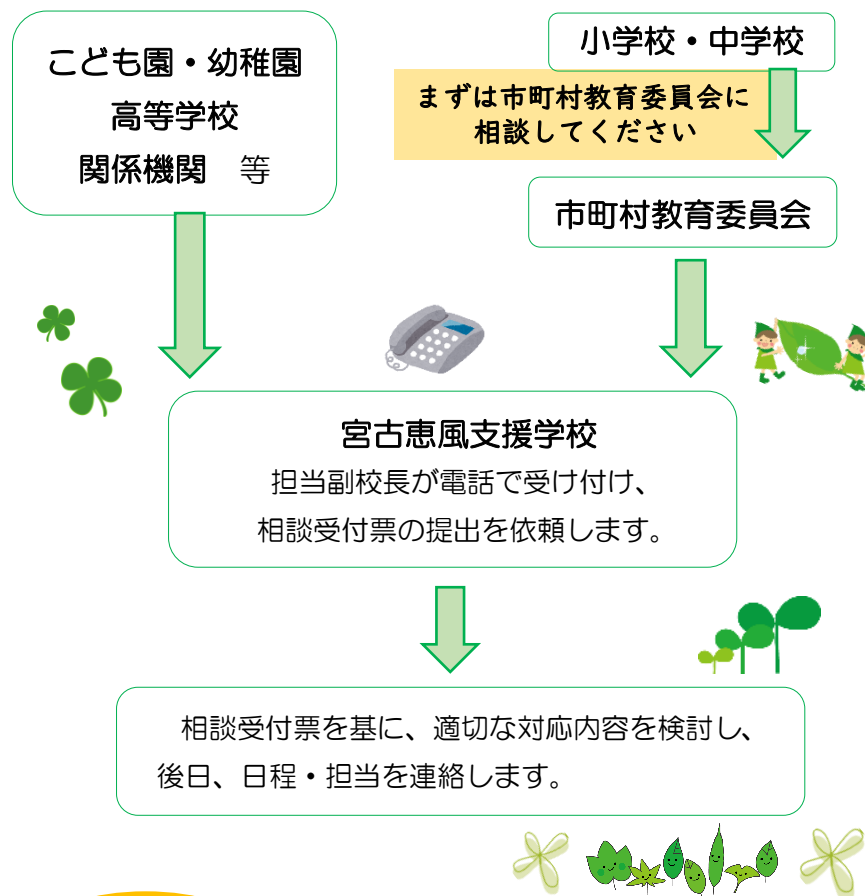 こども園・幼稚園
高等学校
関係機関　等
小学校・中学校
まずは市町村教育委員会に
相談してください
市町村教育委員会
宮古恵風支援学校
担当副校長が電話で受け付け、
相談受付票の提出を依頼します。
相談受付票を基に、適切な対応内容を検討し、
後日、日程・担当を連絡します。